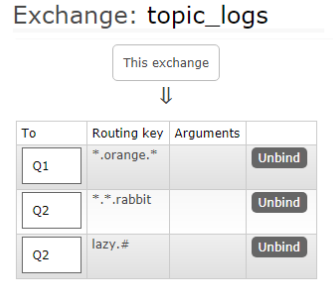 Exchange: topic_logs
This exchange
⇓
To Routing key Arguments
Q1 *.orange.* Unbind
Q2 *.*.rabbit Unbind
Q2 lazy.# Unbind